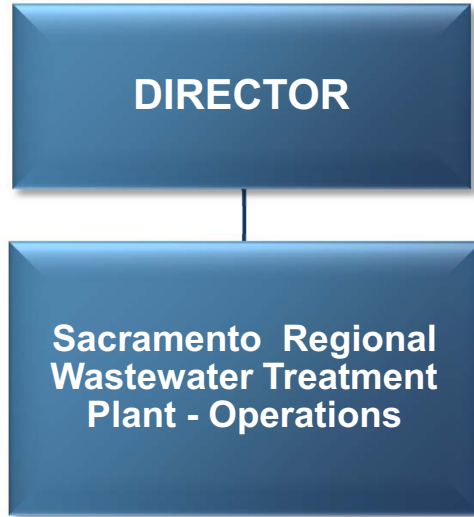 DIRECTOR
Sacramento Regional
Wastewater Treatment
Plant - Operations